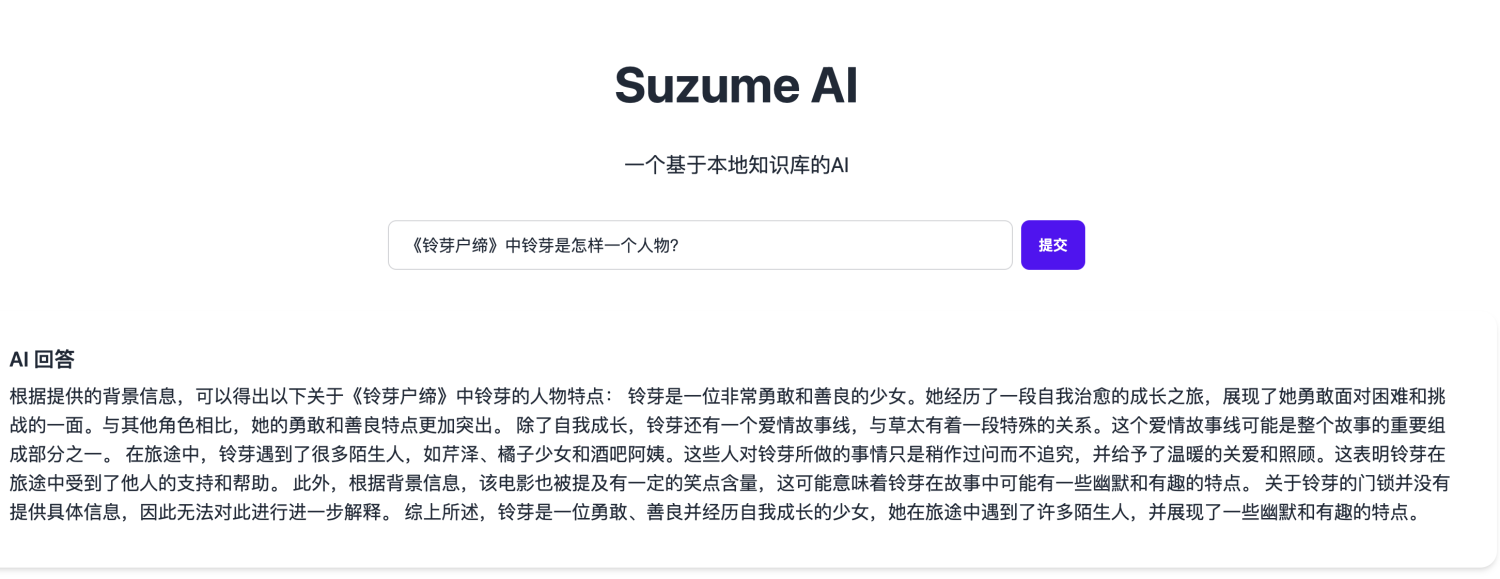 Suzume AI
一个基于本地知识库的AI
《铃芽户缔》中铃芽是怎样一个人物?
提交
AI 回答
根据提供的背景信息，可以得出以下关于《铃芽户缔》中铃芽的人物特点： 铃芽是一位非常勇敢和善良的少女。她经历了一段自我治愈的成长之旅，展现了她勇敢面对困难和挑
战的一面。与其他角色相比，她的勇敢和善良特点更加突出。 除了自我成长，铃芽还有一个爱情故事线，与草太有着一段特殊的关系。这个爱情故事线可能是整个故事的重要组
成部分之一。 在旅途中，铃芽遇到了很多陌生人，如芹泽、橘子少女和酒吧阿姨。这些人对铃芽所做的事情只是稍作过问而不追究，并给予了温暖的关爱和照顾。这表明铃芽在
旅途中受到了他人的支持和帮助。 此外，根据背景信息，该电影也被提及有一定的笑点含量，这可能意味着铃芽在故事中可能有一些幽默和有趣的特点。 关于铃芽的门锁并没有
提供具体信息，因此无法对此进行进一步解释。 综上所述，铃芽是一位勇敢、善良并经历自我成长的少女，她在旅途中遇到了许多陌生人，并展现了一些幽默和有趣的特点。